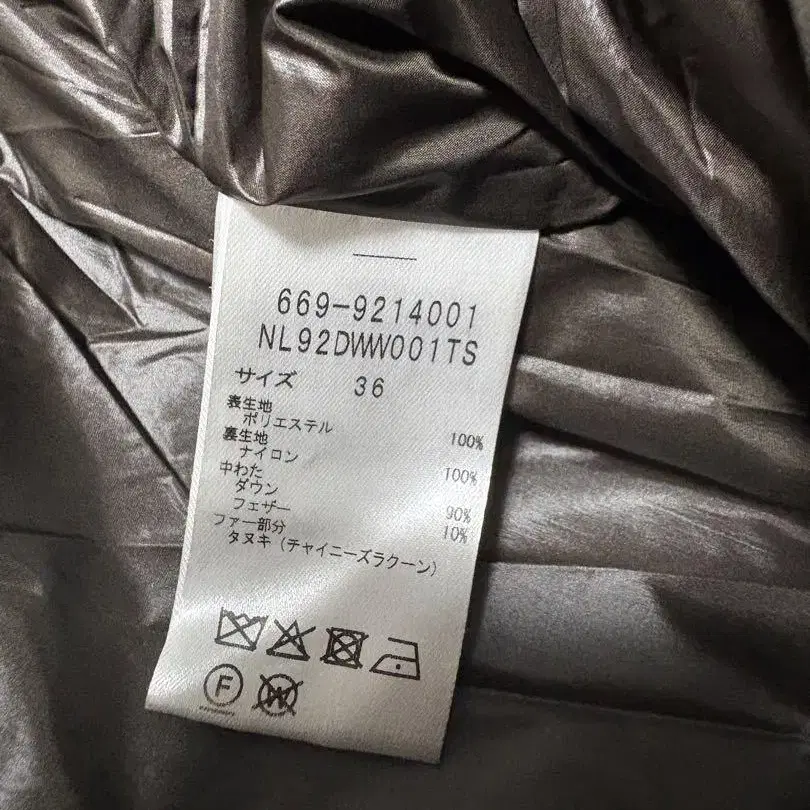 669-9214001
NL92DWW001TS
サイズ 36
表生地
ポリエステル 100%
裏生地
ナイロン 100%
中わた
ダウン 90%
フェザー 10%
ファー部分
タヌキ(チャイニーズラクーン)
F
W